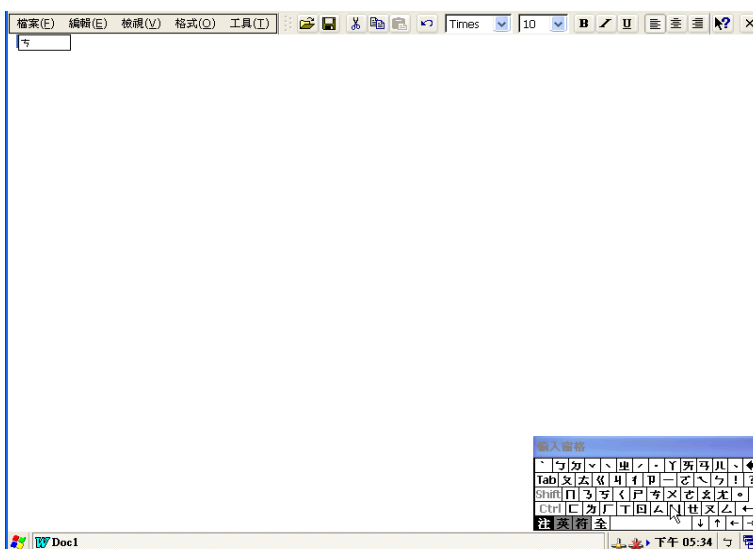 檔案(F) 編輯(E) 檢視(V) 格式(O) 工具(T) Times 10 B I U
ㄘ
輸入窗格
ˋ ㄅ ㄉ ˇ ˋ ㄓ ˊ ˙ ㄚ ㄞ ㄢ ㄦ 、
Tab ㄆ ㄊ ㄍ ㄐ ㄔ ㄗ ㄧ ㄛ ㄟ ㄣ !
Shift ㄇ ㄋ ㄎ ㄑ ㄕ ㄘ ㄨ ㄜ ㄠ ㄤ 。
Ctrl ㄈ ㄌ ㄏ ㄒ ㄖ ㄙ ㄩ ㄝ ㄡ ㄥ ←
注 英 符 全 ↓ ↑ ←
Doc1 下午 05:34 ㄅ